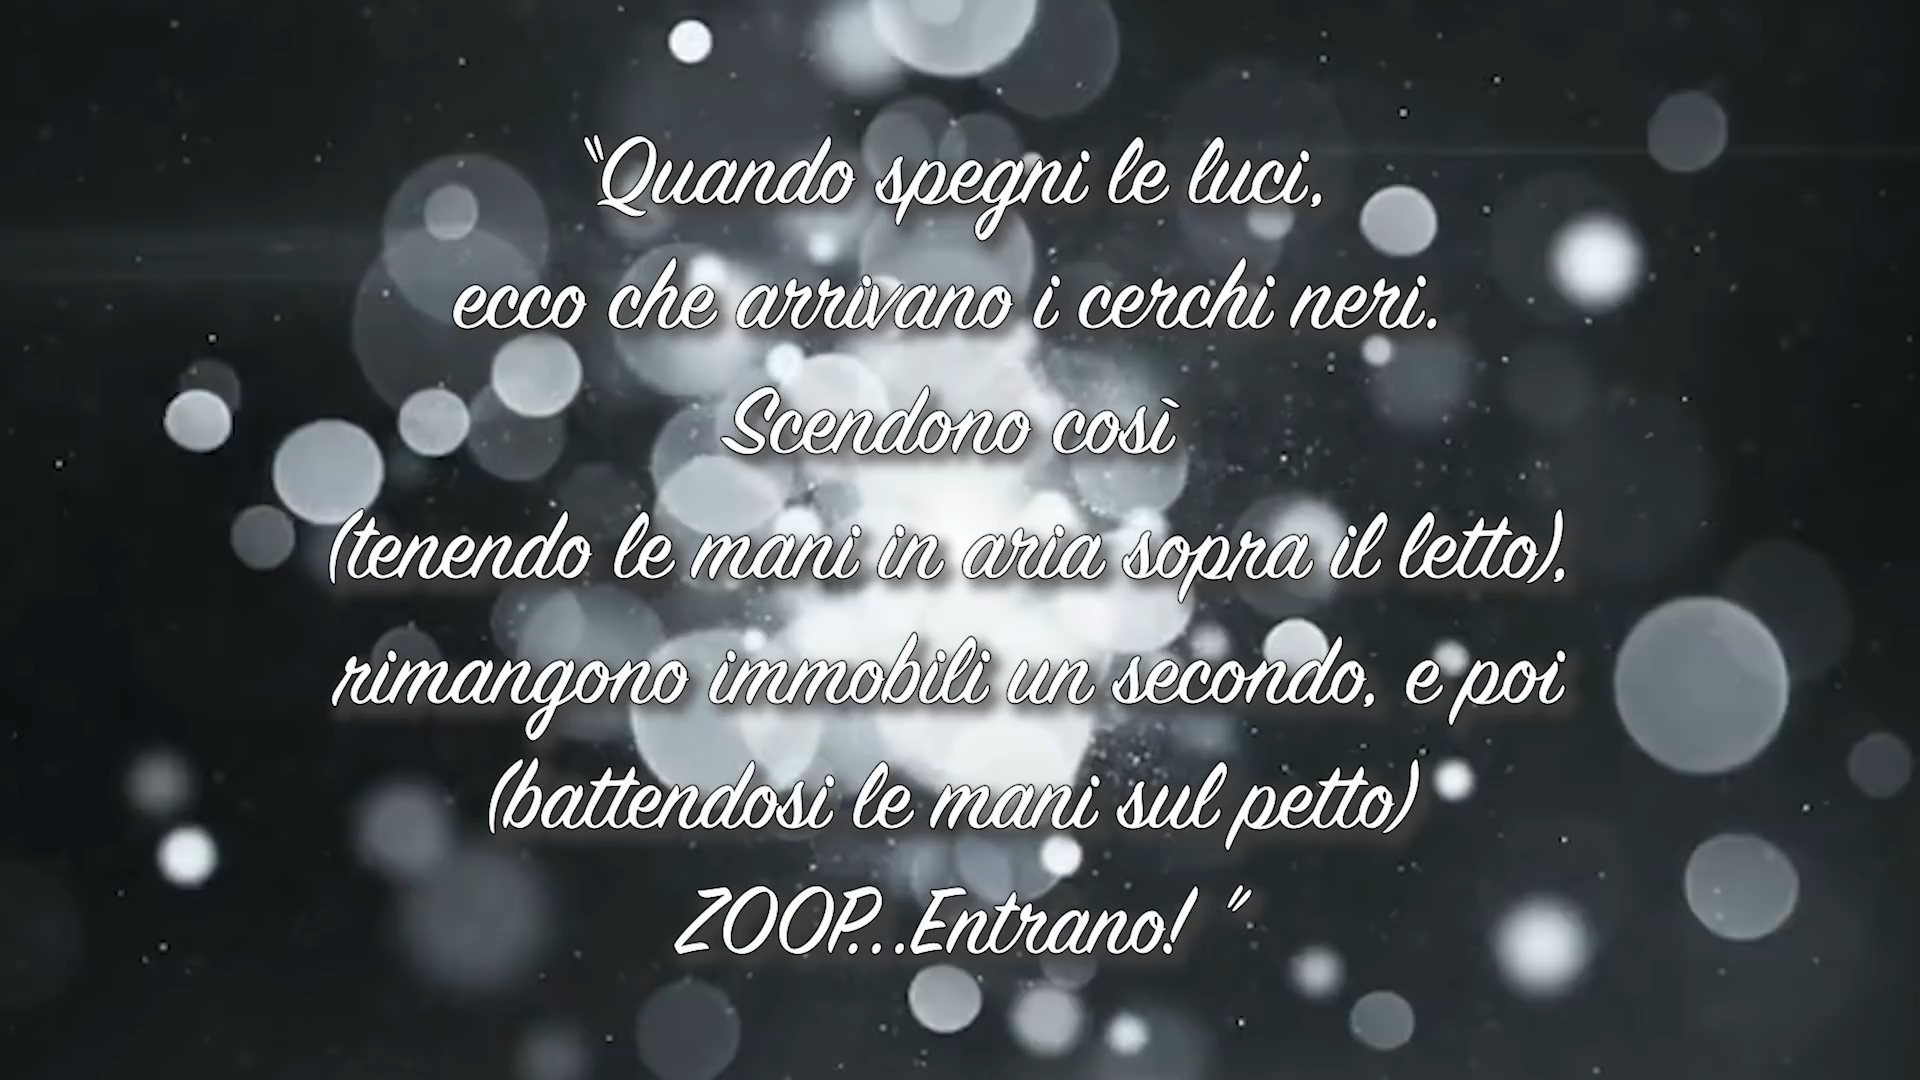 “Quando spegni le luci,
ecco che arrivano i cerchi neri.
Scendono così
(tenendo le mani in aria sopra il letto),
rimangono immobili un secondo, e poi
(battendosi le mani sul petto)
ZOOP...Entrano! ”